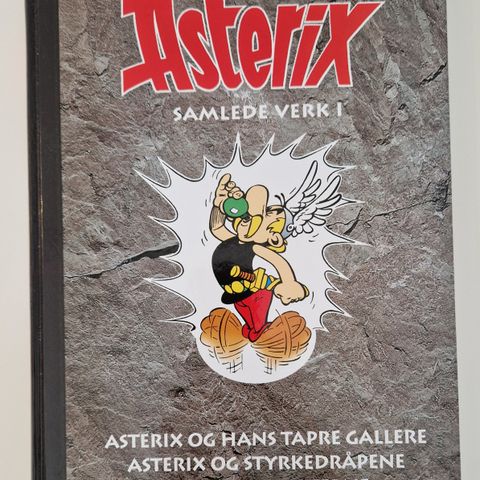 Asterix
SAMLEDE VERK I
ASTERIX OG HANS TAPRE GALLERE
ASTERIX OG STYRKEDRÅPENE